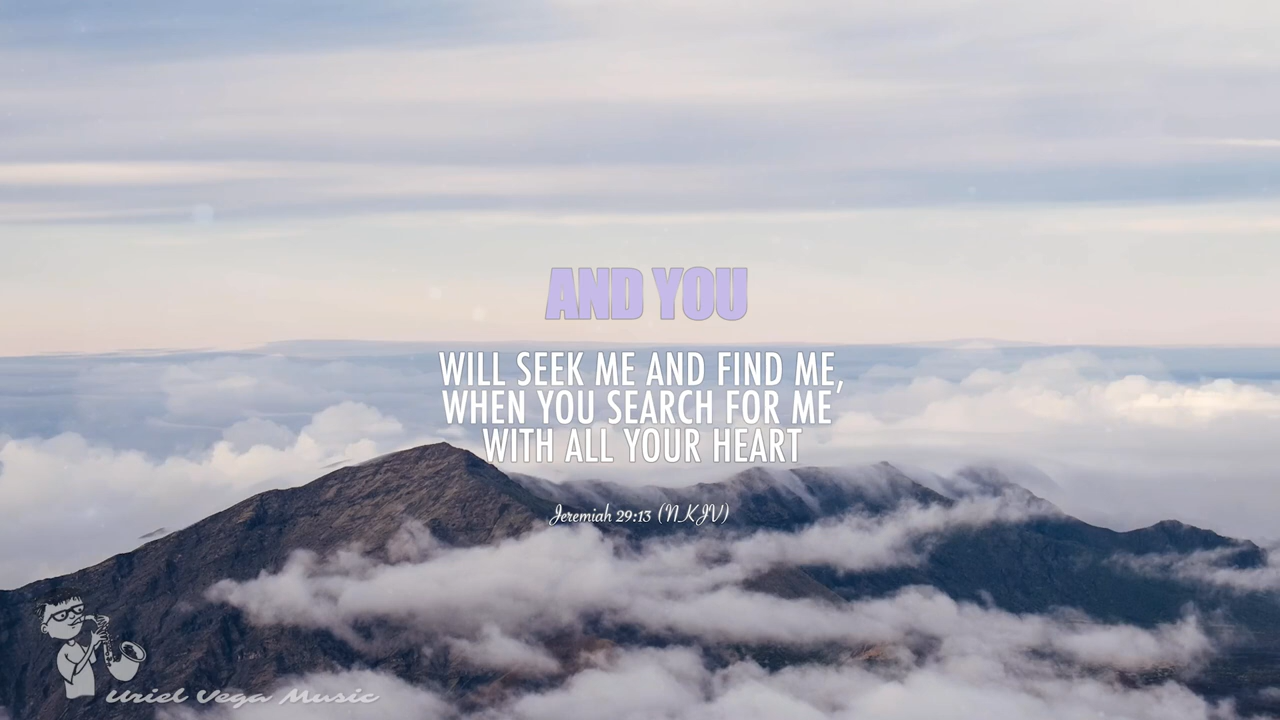 AND YOU
WILL SEEK ME AND FIND ME,
WHEN YOU SEARCH FOR ME
WITH ALL YOUR HEART
Jeremiah 29:13 (NKJV)
Uriel Vega Music